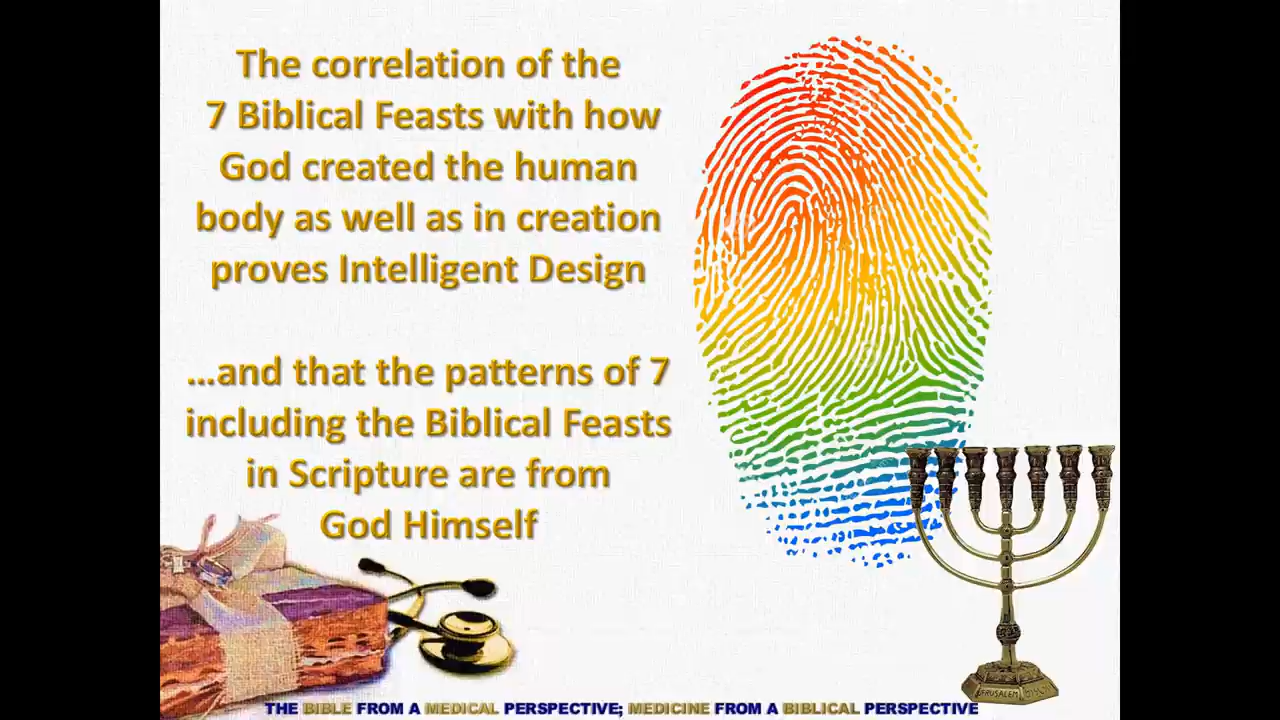 The correlation of the
7 Biblical Feasts with how
God created the human
body as well as in creation
proves Intelligent Design
...and that the patterns of 7
including the Biblical Feasts
in Scripture are from
God Himself
JERUSALEM
THE BIBLE FROM A MEDICAL PERSPECTIVE; MEDICINE FROM A BIBLICAL PERSPECTIVE